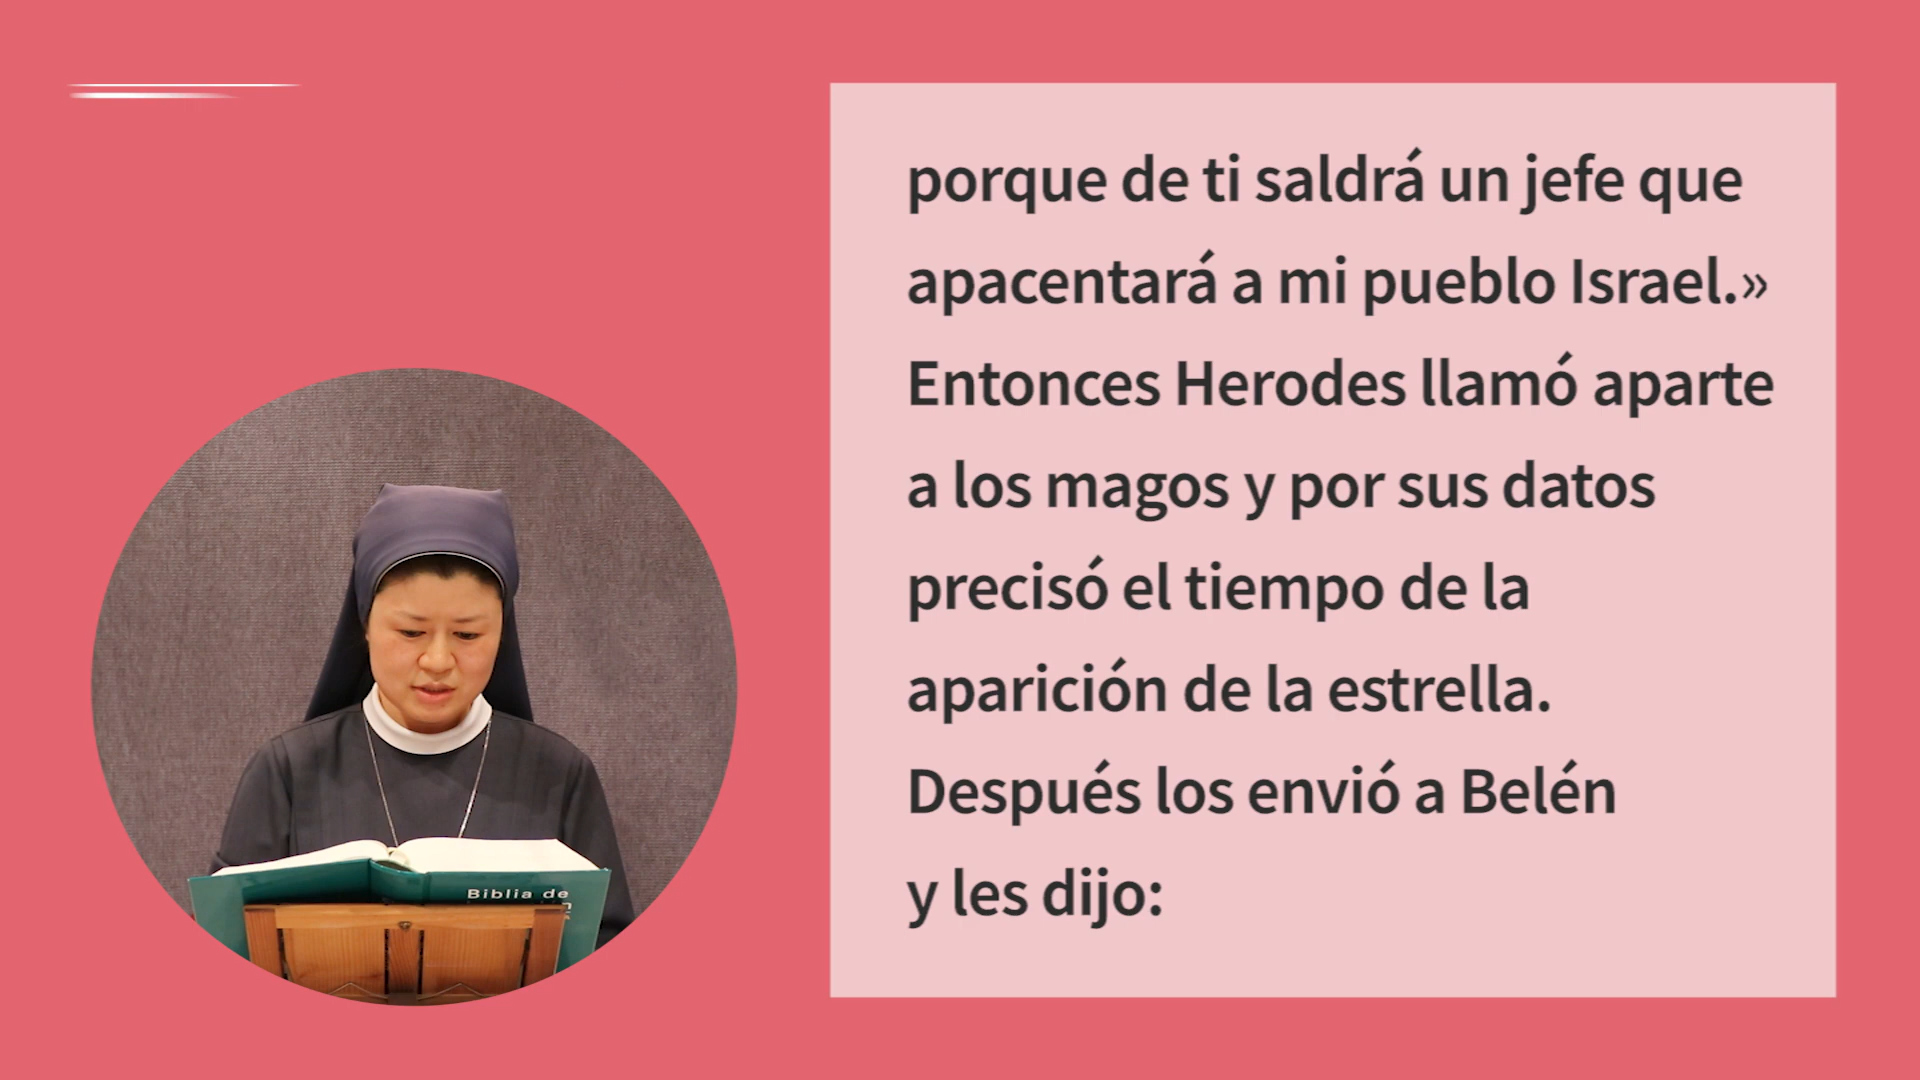 porque de ti saldrá un jefe que
apacentará a mi pueblo Israel.»
Entonces Herodes llamó aparte
a los magos y por sus datos
precisó el tiempo de la
aparición de la estrella.
Después los envió a Belén
y les dijo:
Biblia de